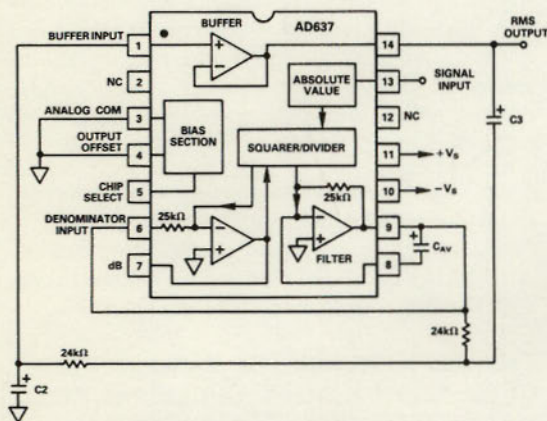 BUFFER
AD637
BUFFER INPUT
1
14
RMS
OUTPUT
NC
2
ABSOLUTE
VALUE
13
SIGNAL
INPUT
C3
ANALOG COM
3
BIAS
SECTION
12
NC
OUTPUT
OFFSET
4
SQUARER/DIVIDER
11
+VS
CHIP
SELECT
5
10
−VS
25kΩ
DENOMINATOR
INPUT
6
25kΩ
9
CAV
dB
7
FILTER
8
24kΩ
24kΩ
C2